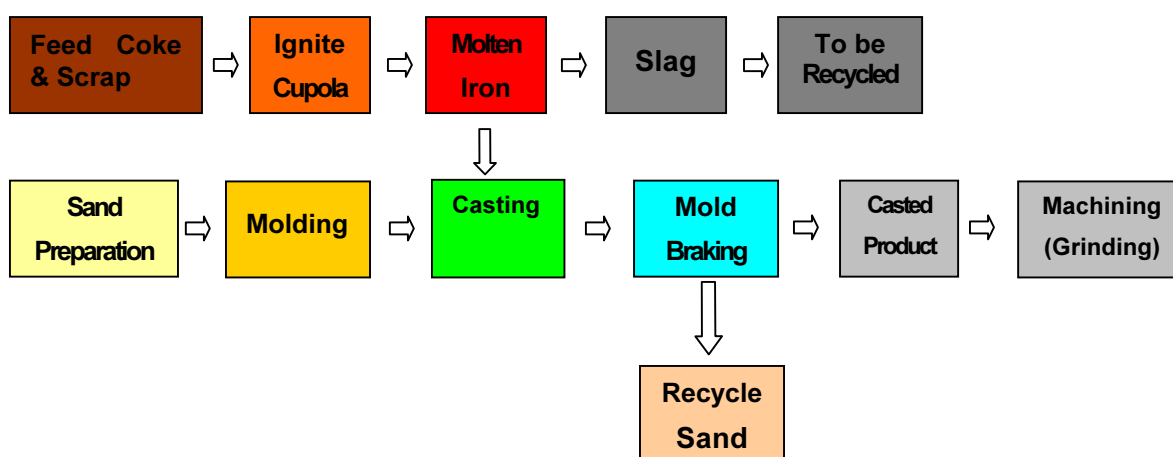 Feed Coke
& Scrap
Ignite
Cupola
Molten
Iron
Slag
To be
Recycled
Sand
Preparation
Molding
Casting
Mold
Braking
Casted
Product
Machining
(Grinding)
Recycle
Sand